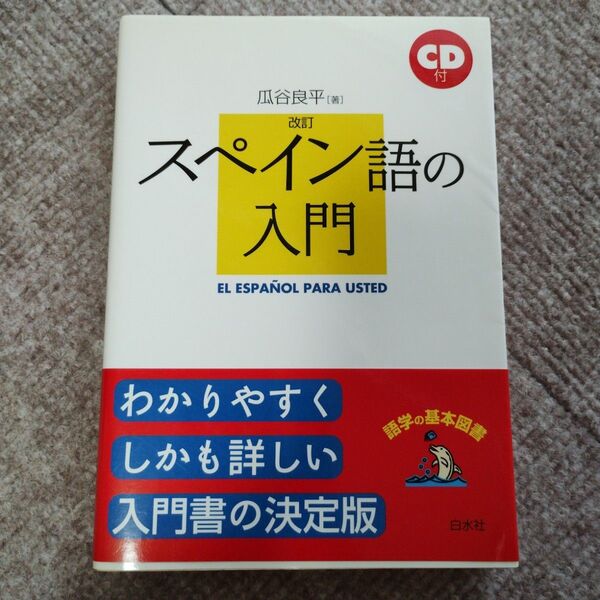 CD
付
瓜谷良平[著]
改訂
スペイン語の
入門
EL ESPAÑOL PARA USTED
わかりやすく
しかも詳しい
入門書の決定版
語学の基本図書
白水社